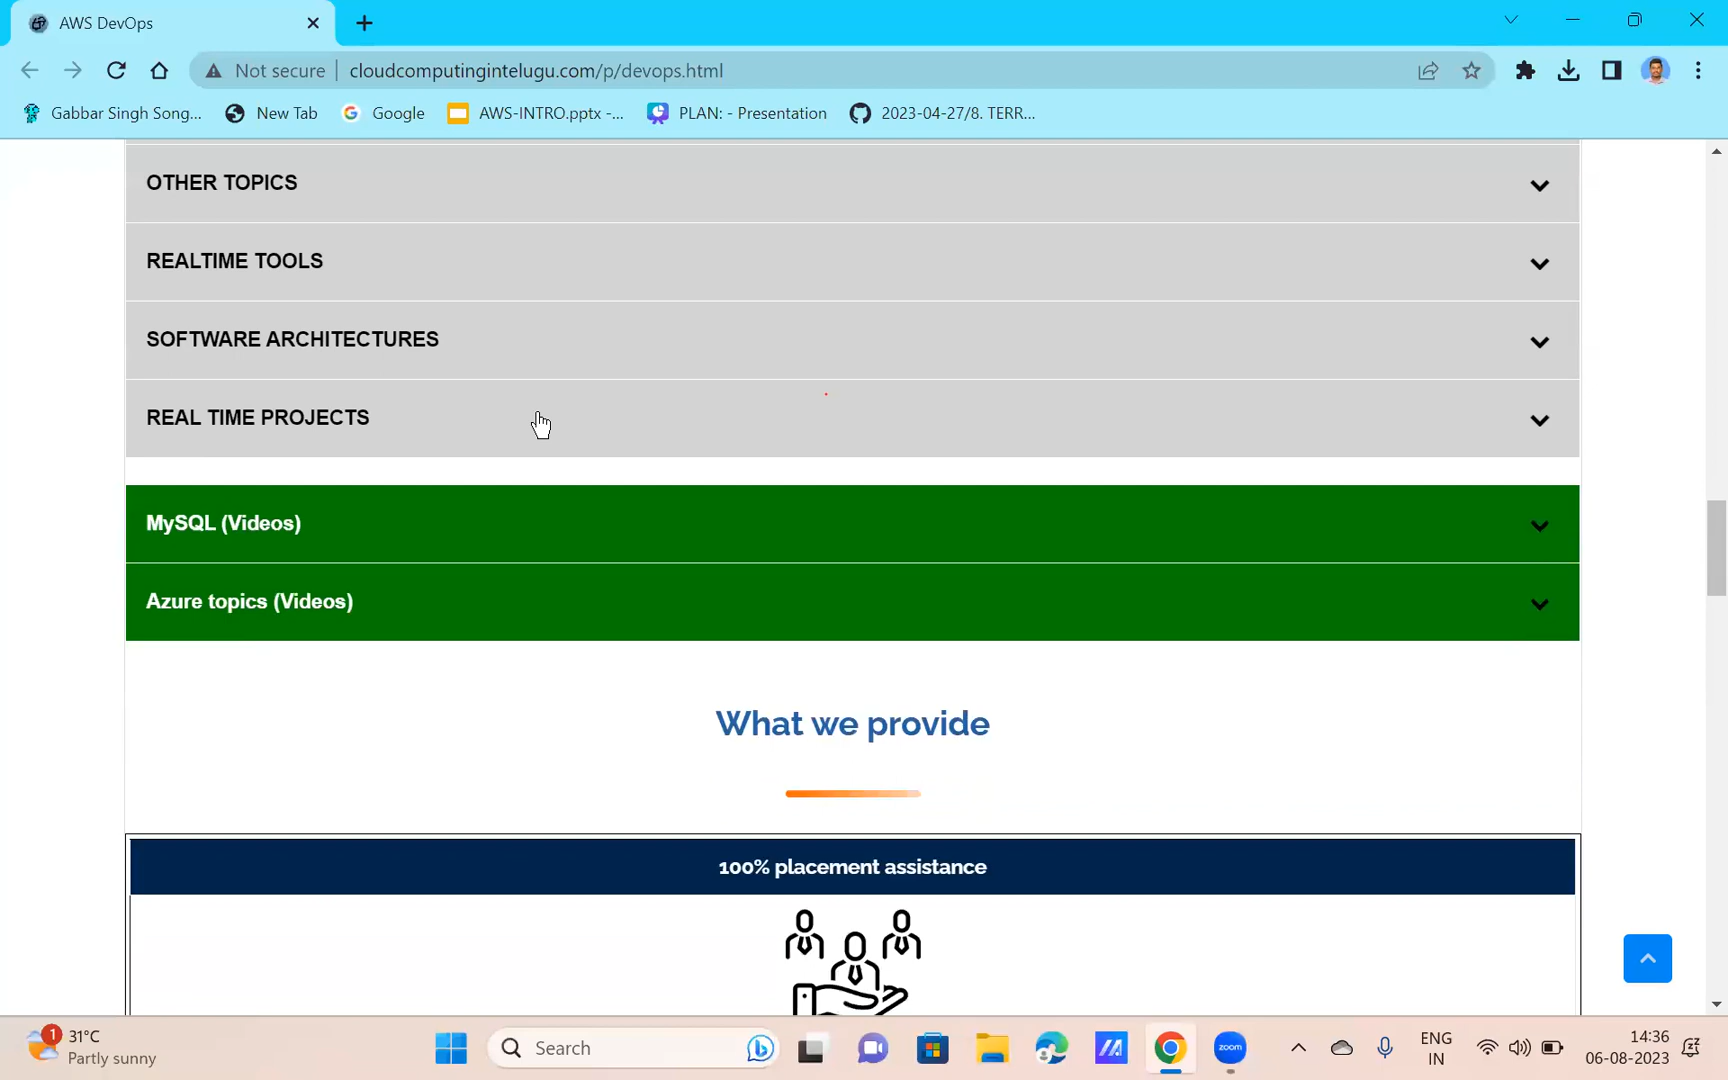 AWS DevOps
Not secure
cloudcomputingintelugu.com/p/devops.html
Gabbar Singh Song...
New Tab
Google
AWS-INTRO.pptx -...
PLAN: - Presentation
2023-04-27/8. TERR...
OTHER TOPICS
REALTIME TOOLS
SOFTWARE ARCHITECTURES
REAL TIME PROJECTS
MySQL (Videos)
Azure topics (Videos)
What we provide
100% placement assistance
1
31°C
Partly sunny
Search
zoom
ENG
IN
14:36
06-08-2023